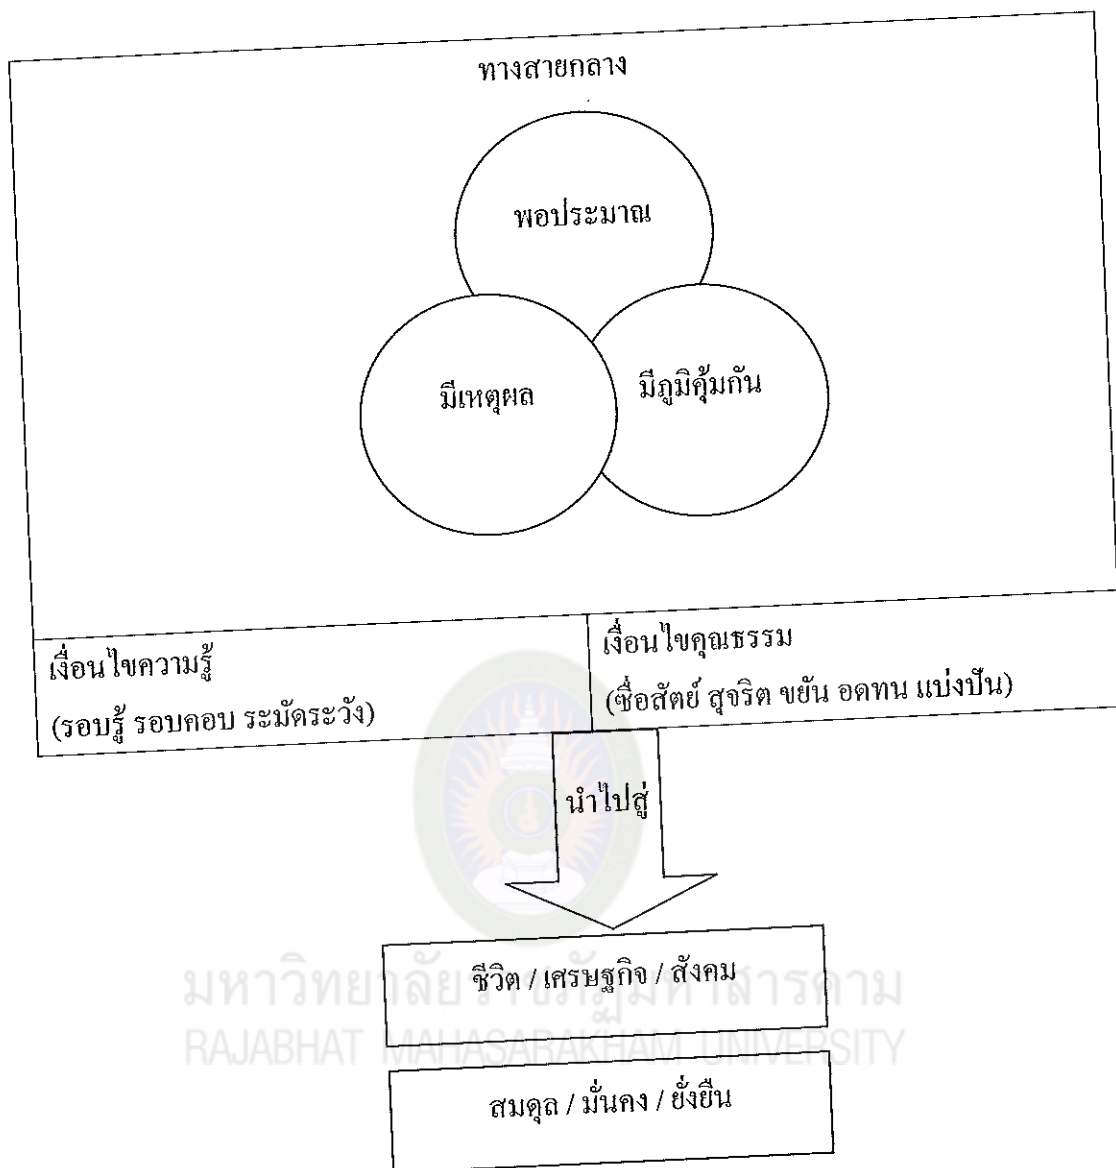 ทางสายกลาง
พอประมาณ
มีเหตุผล
มีภูมิคุ้มกัน
เงื่อนไขความรู้
(รอบรู้ รอบคอบ ระมัดระวัง)
เงื่อนไขคุณธรรม
(ซื่อสัตย์ สุจริต ขยัน อดทน แบ่งปัน)
นำไปสู่
ชีวิต / เศรษฐกิจ / สังคม
มหาวิทยาลัยราชภัฏมหาสารคาม
RAJABHAT MAHASARAKHAM UNIVERSITY
สมดุล / มั่นคง / ยั่งยืน